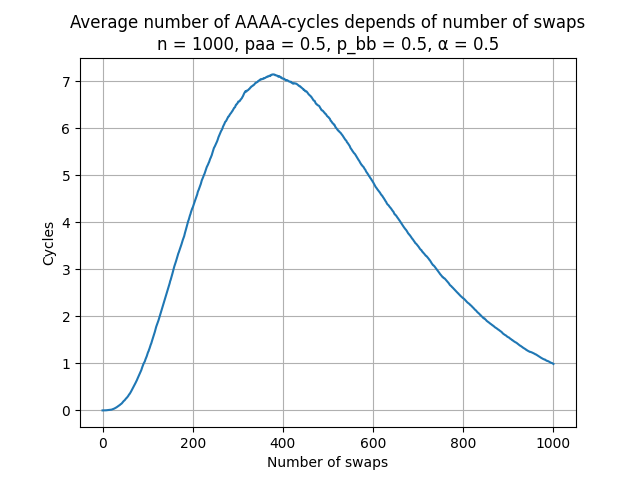 Average number of AAAA-cycles depends of number of swaps
n = 1000, paa = 0.5, p_bb = 0.5, α = 0.5
7
6
5
4
3
2
1
0
Cycles
0 200 400 600 800 1000
Number of swaps